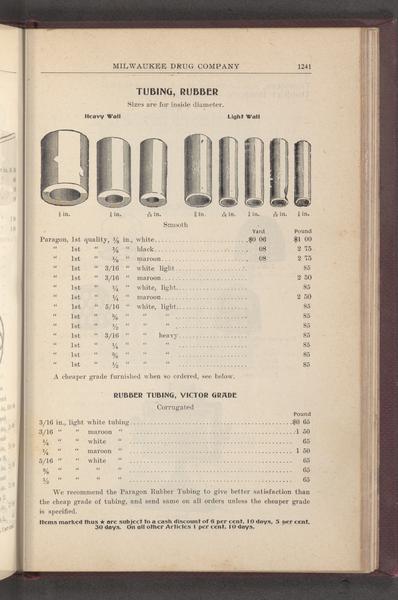 MILWAUKEE DRUG COMPANY 1241
TUBING, RUBBER
Sizes are for inside diameter.
Heavy Wall Light Wall
Smooth
Yard Pound
Paragon, 1st quality, ⅛ in., white $0 06 $1 00
" 1st " " maroon 08 2 75
" 1st " " maroon 08 2 75
" 1st " 3/16 " white light 85
" 1st " 3/16 " maroon 2 50
" 1st " ¼ " white, light 85
" 1st " ¼ " maroon 2 50
" 1st " 5/16 " white, light 85
" 1st " ⅜ " " " 85
" 1st " ½ " " " 85
" 1st " 3/16 " " heavy 85
" 1st " ¼ " " " 85
" 1st " ⅜ " " " 85
" 1st " ½ " " " 85
A cheaper grade furnished when so ordered, see below.
RUBBER TUBING, VICTOR GRADE
Corrugated
Pound
3/16 in., light white tubing $0 65
3/16 " " maroon " 1 50
¼ " " white " 65
¼ " " maroon " 1 50
5/16 " " white " 65
⅜ " " " " 65
½ " " " " 65
We recommend the Paragon Rubber Tubing to give better satisfaction than
the cheap grade of tubing, and send same on all orders unless the cheaper grade
is specified.
Items marked thus ★ are subject to a cash discount of 6 per cent. 10 days, 5 per cent.
30 days. On all other Articles 1 per cent. 10 days.